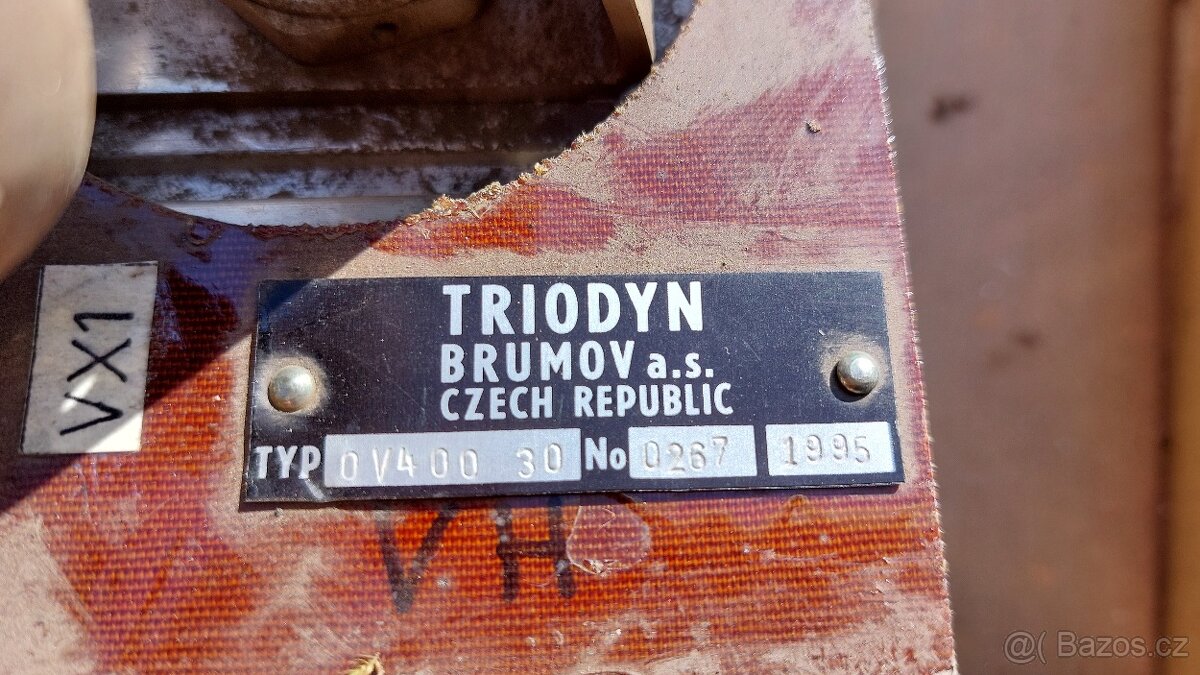 VX1
TRIODYN
BRUMOV a.s.
CZECH REPUBLIC
TYP 0V400 30 No 0267 1995
VH
@( Bazos.cz